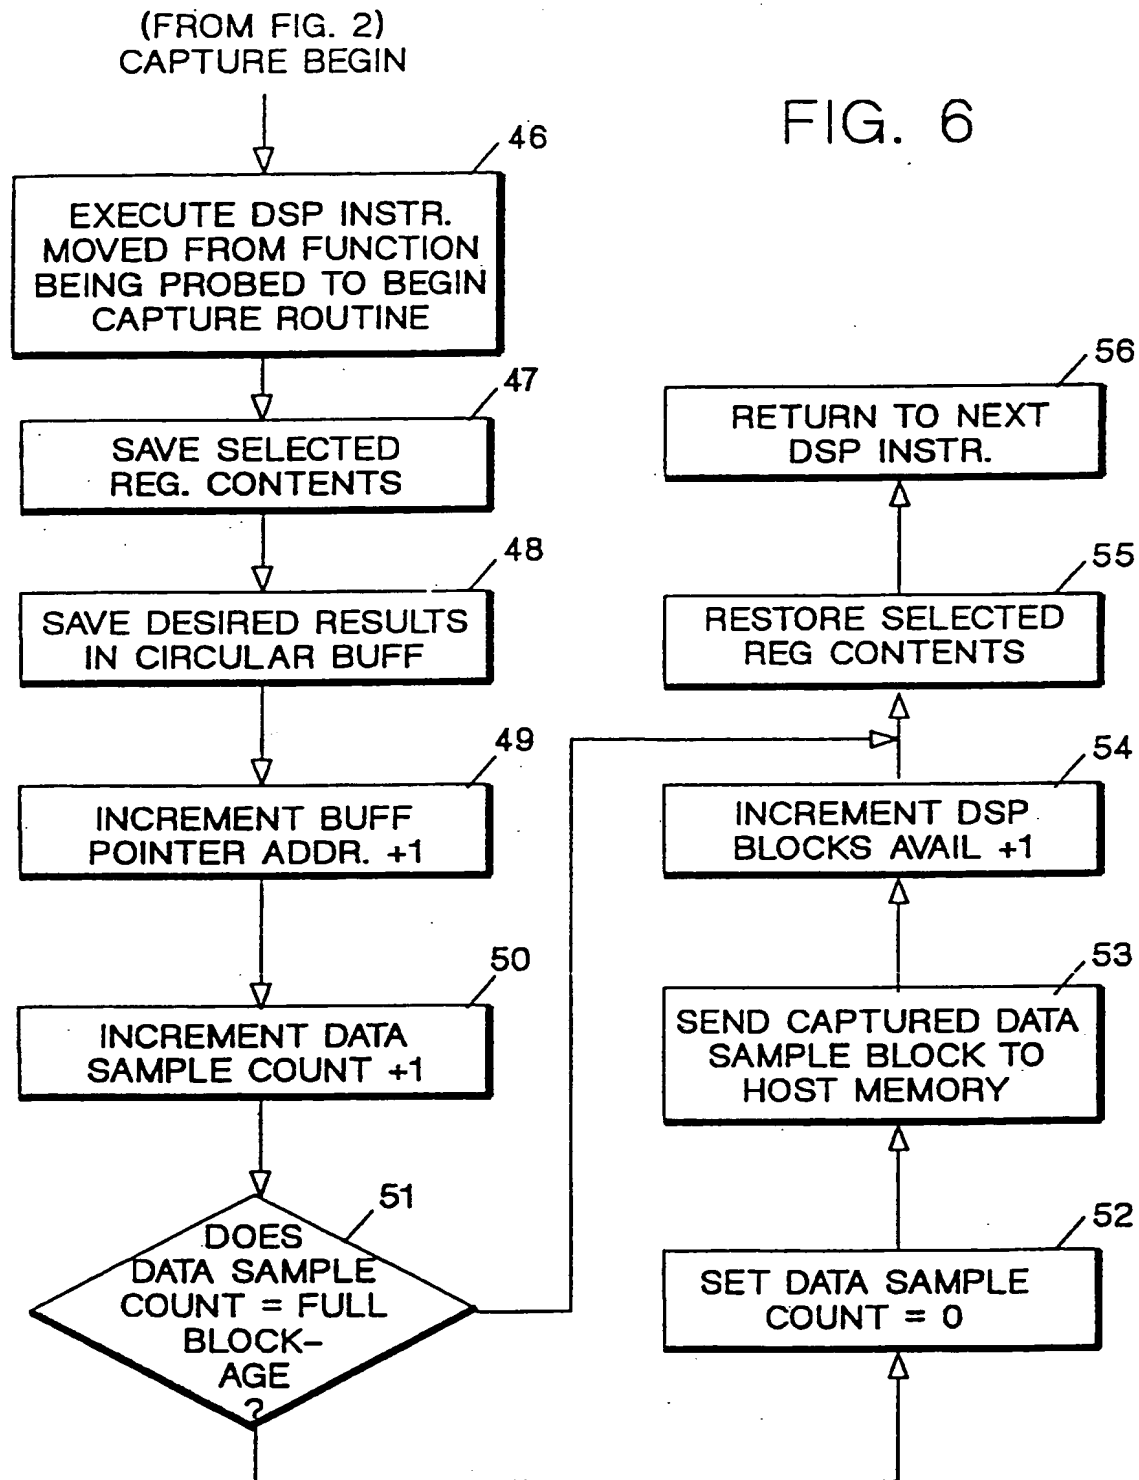 (FROM FIG. 2)
CAPTURE BEGIN
FIG. 6
46
EXECUTE DSP INSTR.
MOVED FROM FUNCTION
BEING PROBED TO BEGIN
CAPTURE ROUTINE
47
SAVE SELECTED
REG. CONTENTS
48
SAVE DESIRED RESULTS
IN CIRCULAR BUFF
49
INCREMENT BUFF
POINTER ADDR. +1
50
INCREMENT DATA
SAMPLE COUNT +1
51
DOES
DATA SAMPLE
COUNT = FULL
BLOCK-
AGE
?
56
RETURN TO NEXT
DSP INSTR.
55
RESTORE SELECTED
REG CONTENTS
54
INCREMENT DSP
BLOCKS AVAIL +1
53
SEND CAPTURED DATA
SAMPLE BLOCK TO
HOST MEMORY
52
SET DATA SAMPLE
COUNT = 0